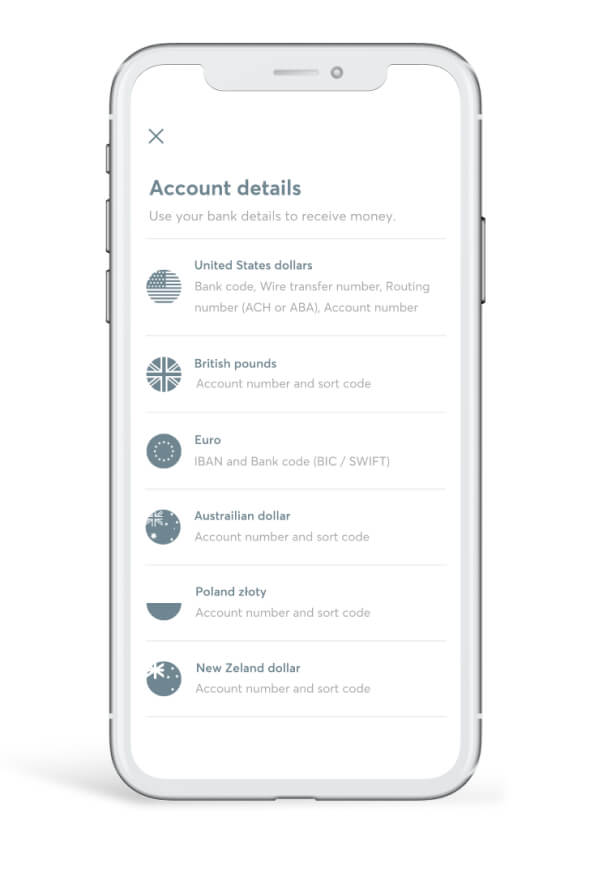 Account details
Use your bank details to receive money.
United States dollars
Bank code, Wire transfer number, Routing
number (ACH or ABA), Account number
British pounds
Account number and sort code
Euro
IBAN and Bank code (BIC / SWIFT)
Austrailian dollar
Account number and sort code
Poland złoty
Account number and sort code
New Zeland dollar
Account number and sort code